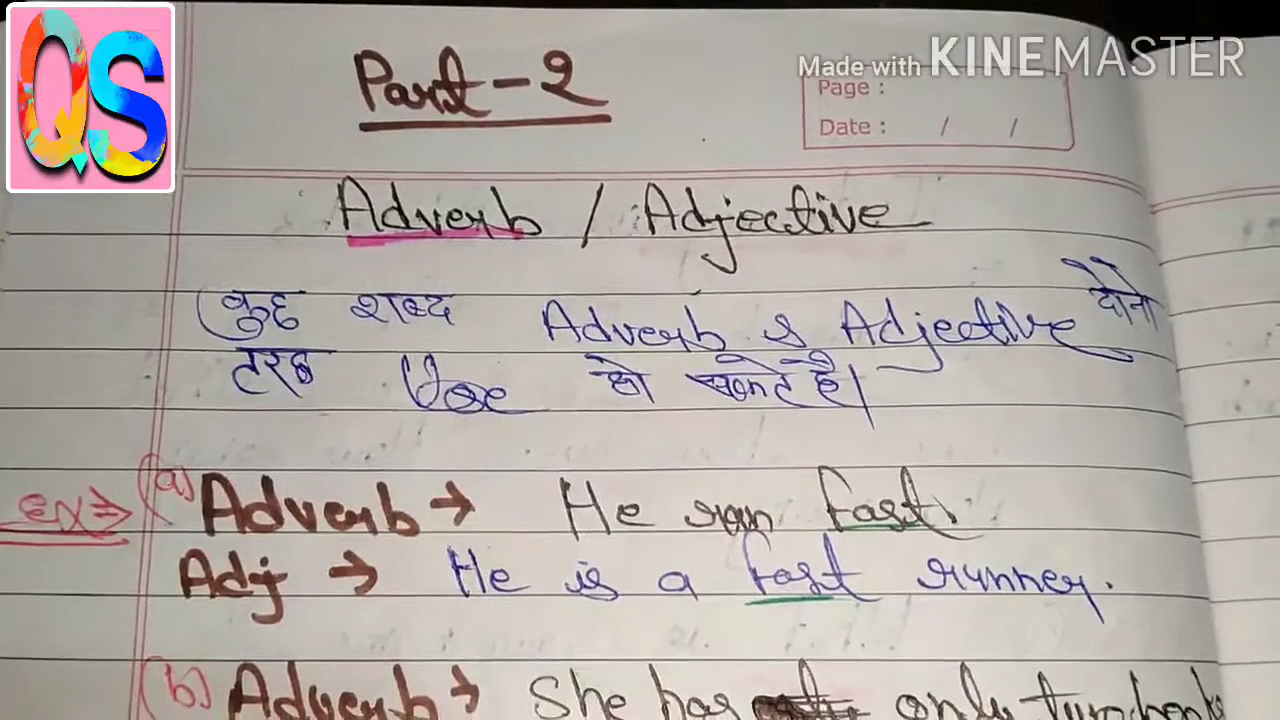 QS
Made with KINEMASTER
Part-2
Page :
Date : / /
Adverb / Adjective
कुछ शब्द Adverb & Adjective दोनो
तरह Use हो सकते है।
Ex⇒ (a) Adverb → He ran fast.
Adj → He is a fast runner.
(b) Adverb → She has only two